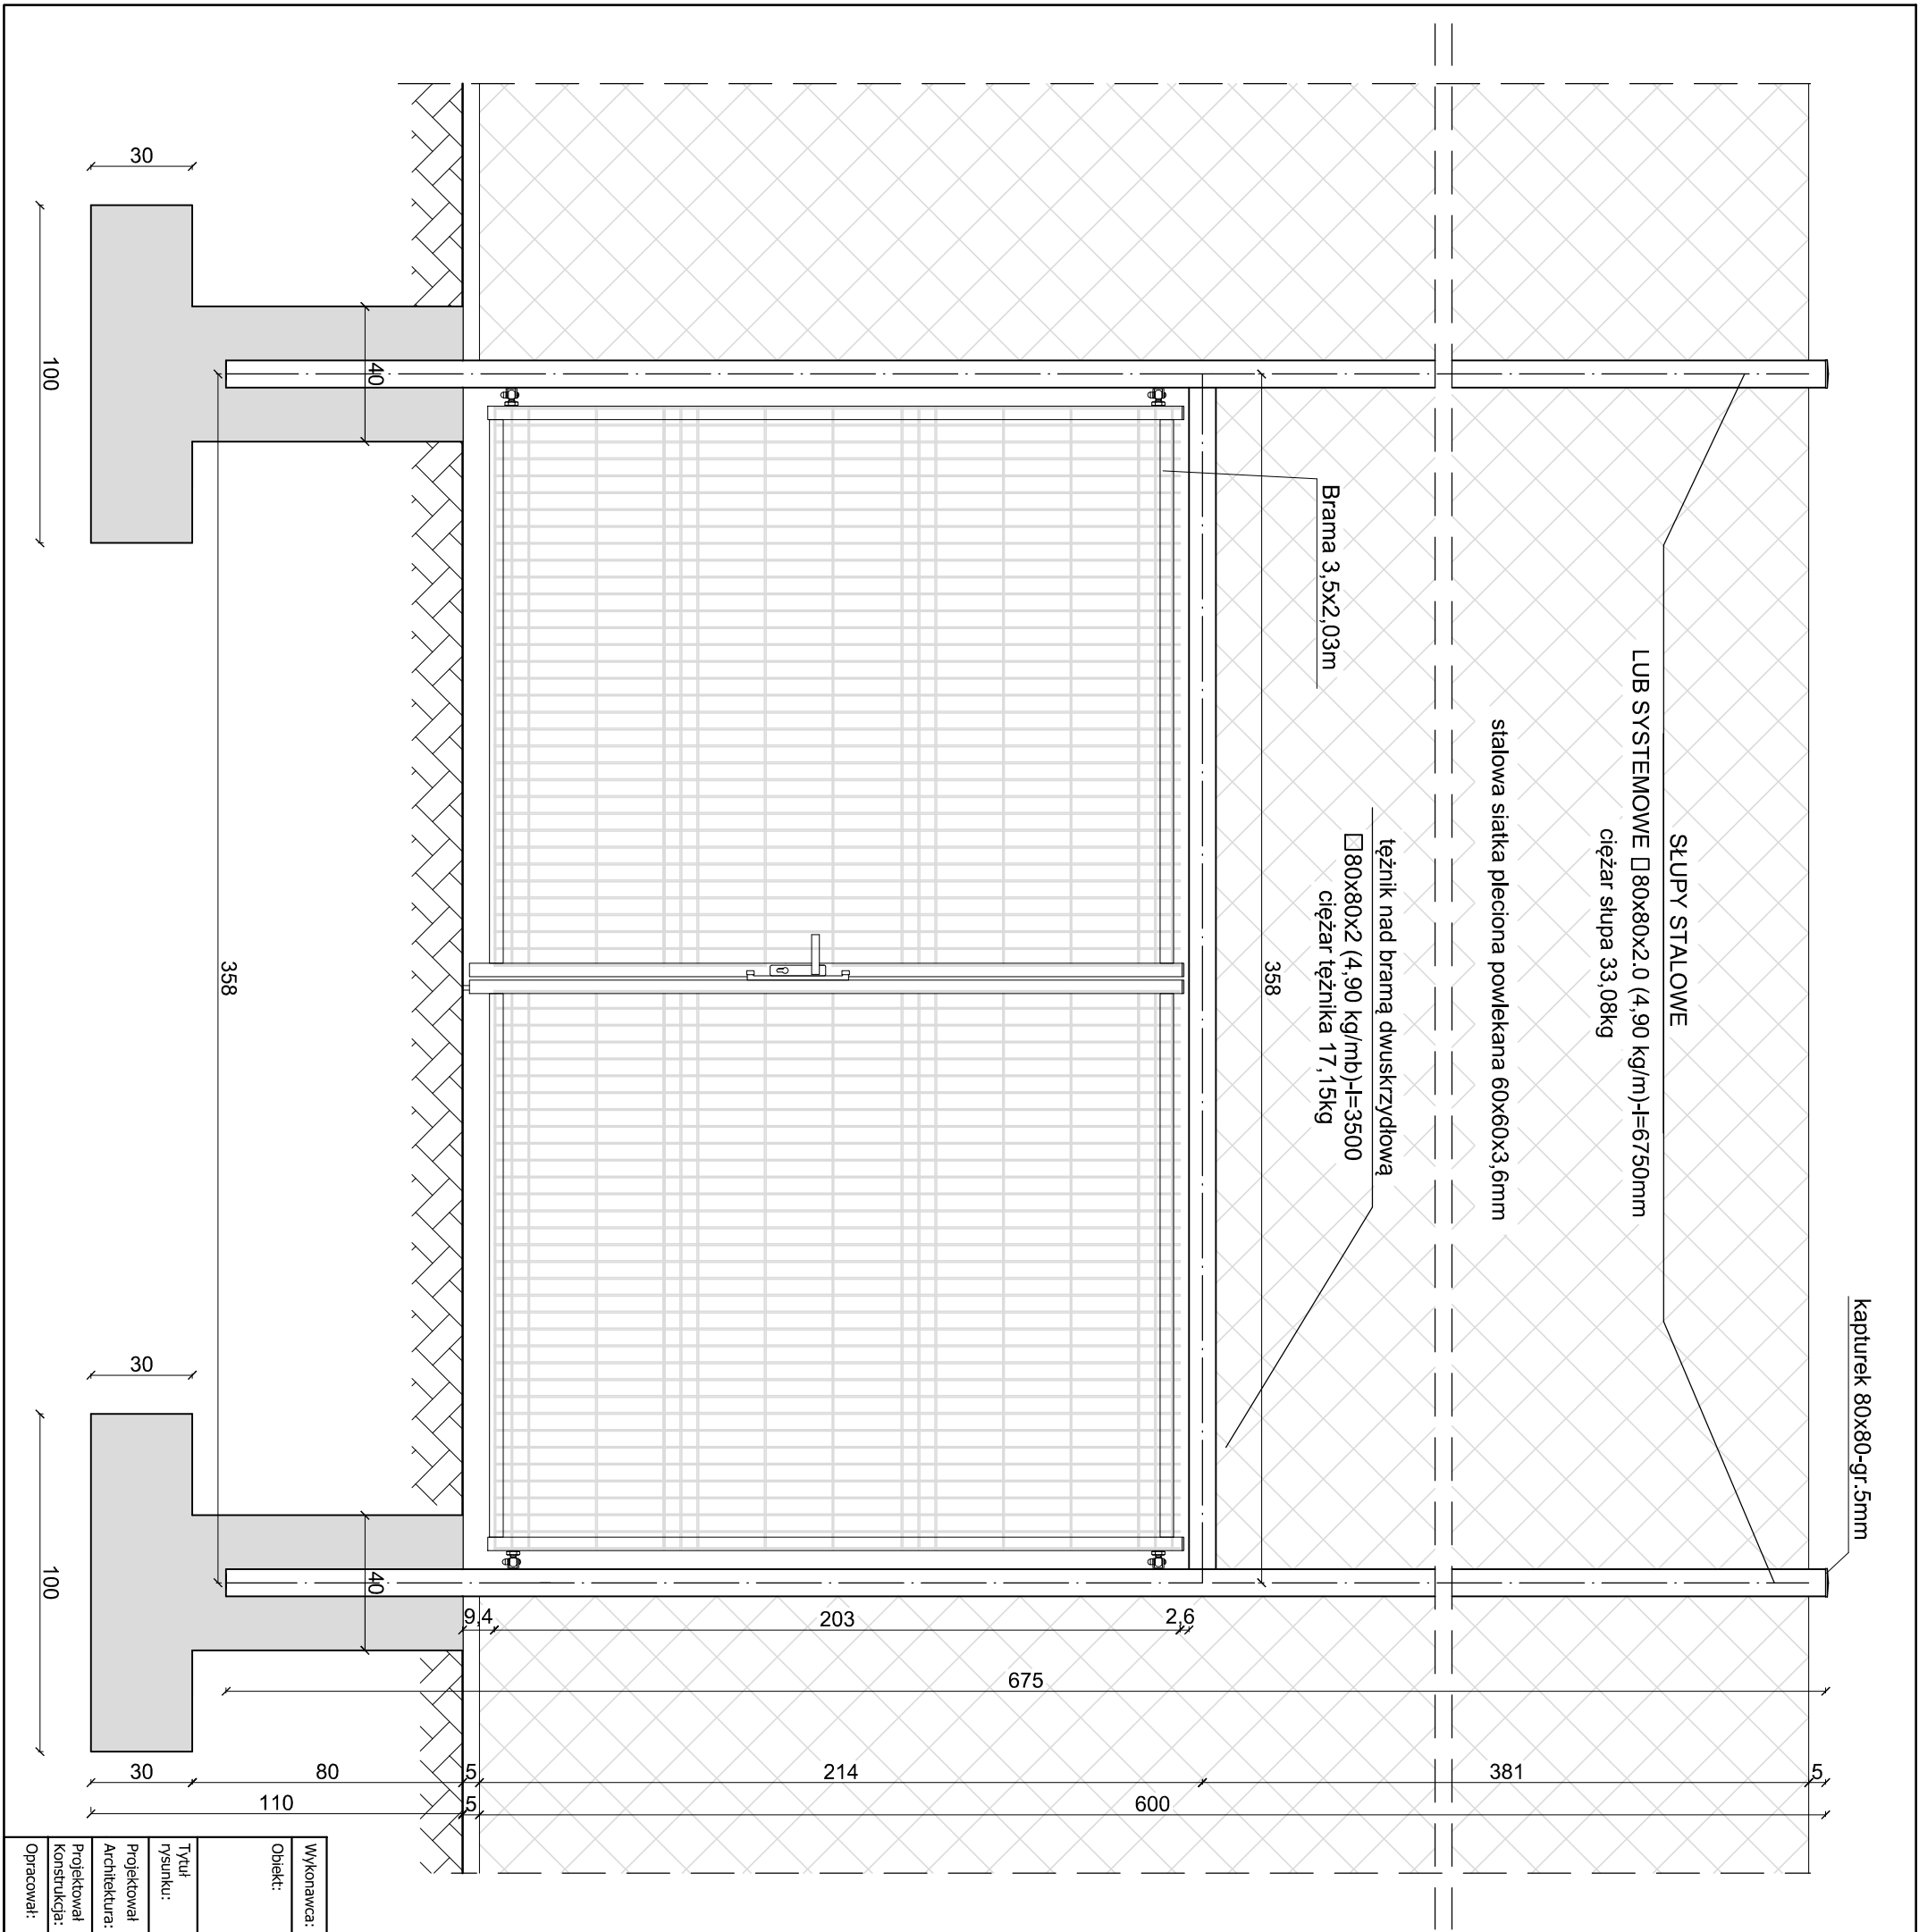 kapturek 80x80-gr.5mm
SŁUPY STALOWE
LUB SYSTEMOWE □80x80x2.0 (4,90 kg/m)-l=6750mm
ciężar słupa 33,08kg
stalowa siatka pleciona powlekana 60x60x3,6mm
tężnik nad bramą dwuskrzydłową
□80x80x2 (4,90 kg/mb)-l=3500
ciężar tężnika 17,15kg
Brama 3,5x2,03m
358
358
40
40
100
100
30
30
9,4
203
2,6
675
30
80
5
214
381
5
110
5
600
Wykonawca:
Obiekt:
Tytuł
rysunku:
Projektował
Architektura:
Projektował
Konstrukcja:
Opracował: